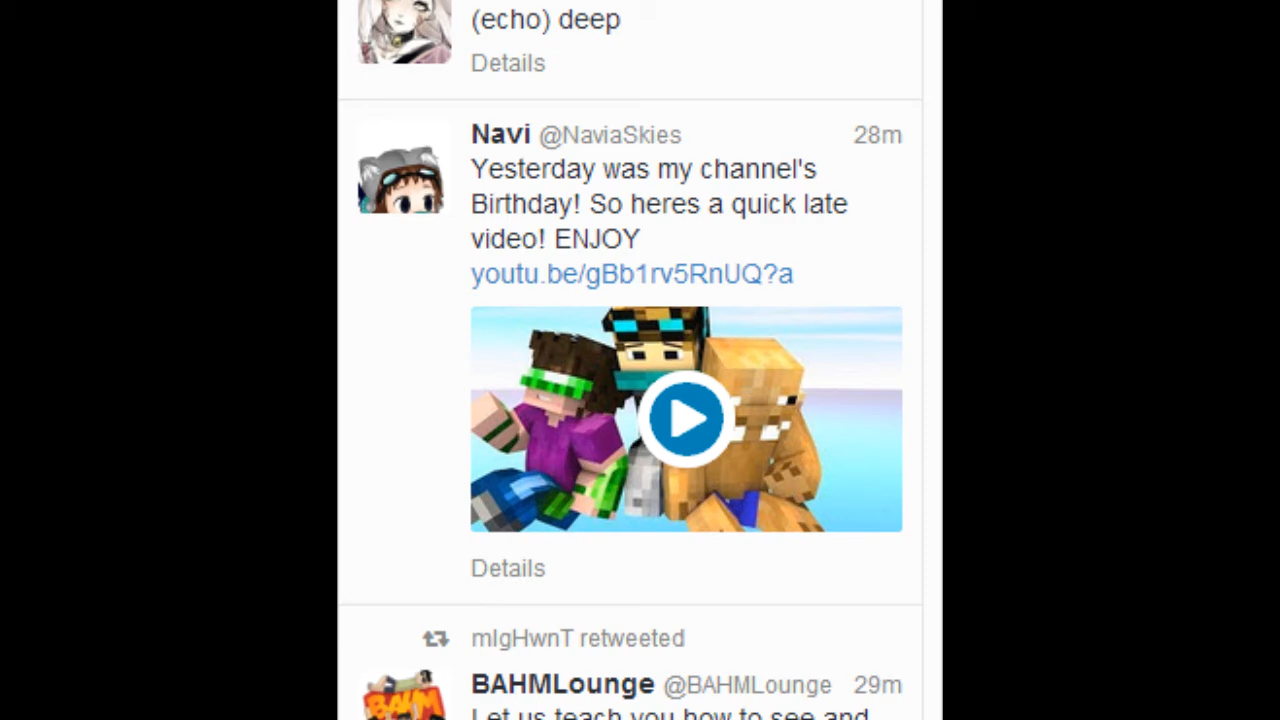 (echo) deep
Details
Navi @NaviaSkies 28m
Yesterday was my channel's
Birthday! So heres a quick late
video! ENJOY
youtu.be/gBb1rv5RnUQ?a
Details
mIgHwnT retweeted
BAHMLounge @BAHMLounge 29m
BAHM
Let us teach you how to see and